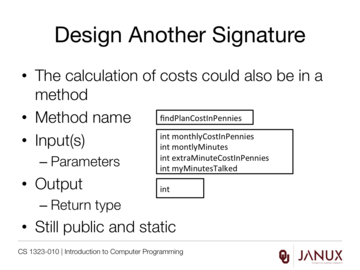 Design Another Signature
• The calculation of costs could also be in a
method
• Method name
findPlanCostInPennies
• Input(s)
– Parameters
int monthlyCostInPennies
int montlyMinutes
int extraMinuteCostInPennies
int myMinutesTalked
• Output
– Return type
int
• Still public and static
CS 1323-010 | Introduction to Computer Programming
JANUX